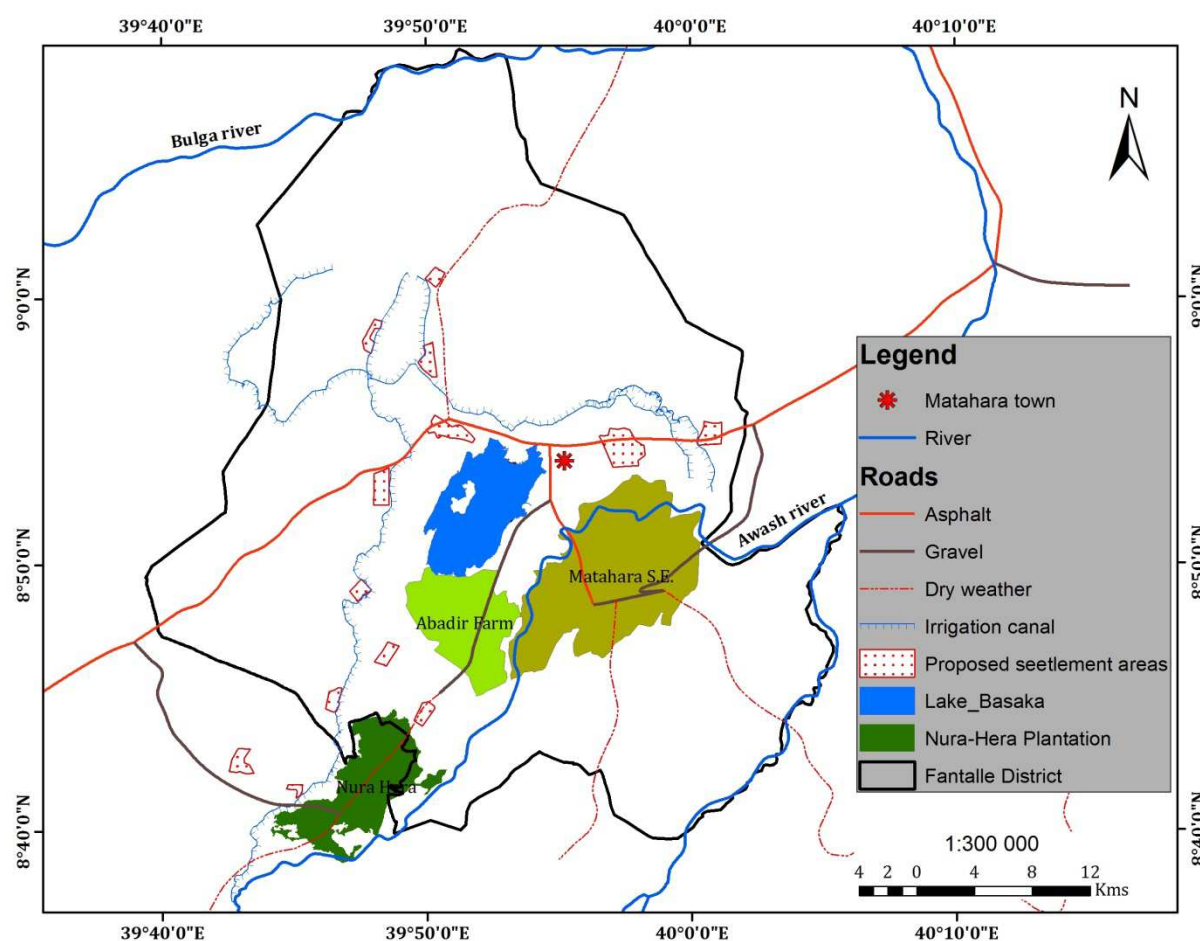 39°40'0"E
39°50'0"E
40°0'0"E
40°10'0"E
N
Bulga river
9°0'0"N
9°0'0"N
Legend
Matahara town
River
Roads
Asphalt
Gravel
Dry weather
Irrigation canal
Proposed seetlement areas
Lake_Basaka
Nura-Hera Plantation
Fantalle District
Awash river
8°50'0"N
8°50'0"N
Matahara S.E.
Abadir Farm
Nura Hera
8°40'0"N
8°40'0"N
1:300 000
4 2 0 4 8 12
Kms
39°40'0"E
39°50'0"E
40°0'0"E
40°10'0"E